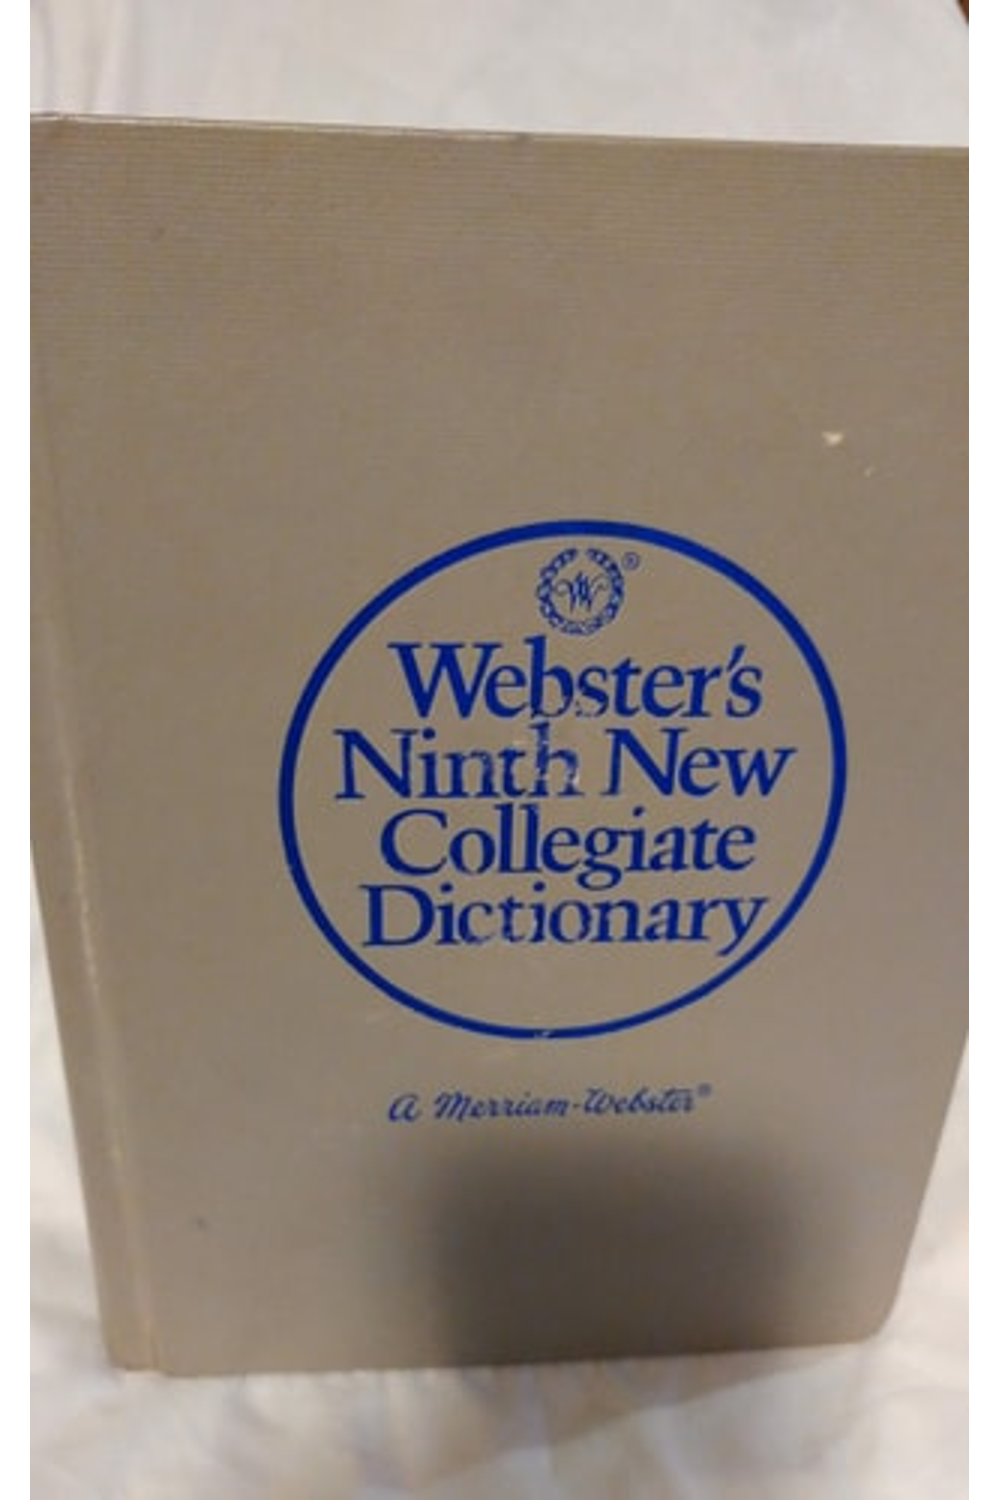 W ®
Webster's
Ninth New
Collegiate
Dictionary
A Merriam-Webster®